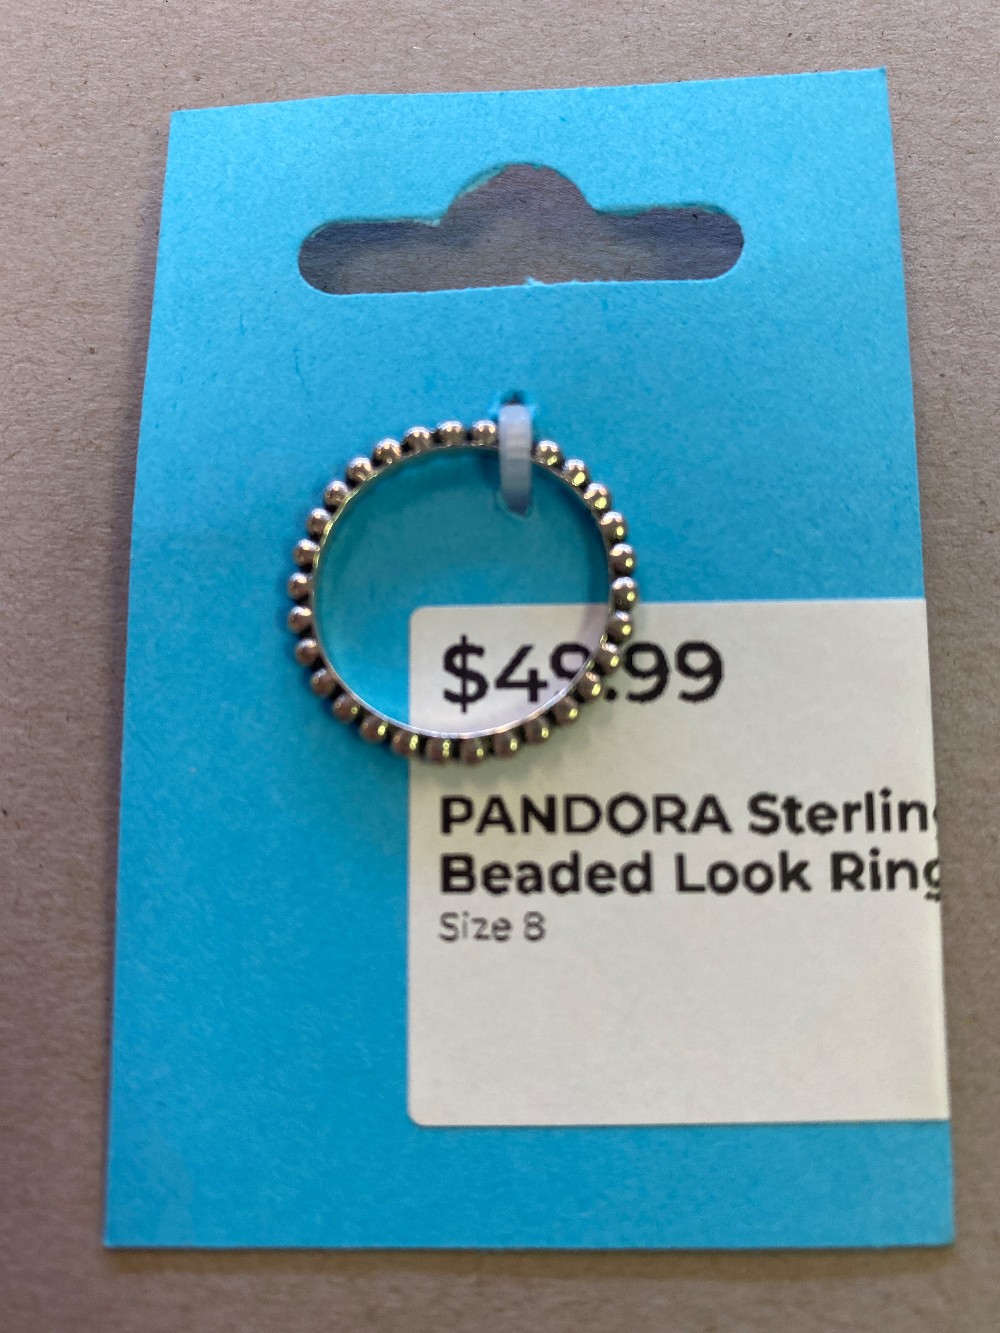 $49.99
PANDORA Sterlin
Beaded Look Ring
Size 8